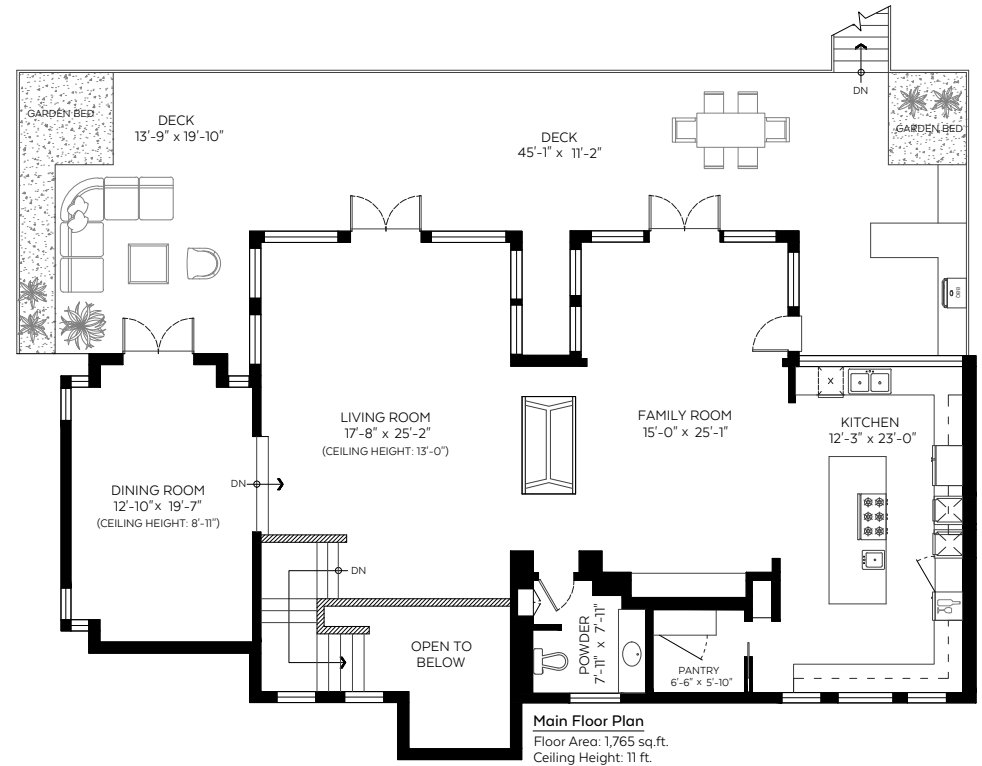 DN
GARDEN BED
DECK
13'-9" x 19'-10"
DECK
45'-1" x 11'-2"
GARDEN BED
BBQ
LIVING ROOM
17'-8" x 25'-2"
(CEILING HEIGHT: 13'-0")
FAMILY ROOM
15'-0" x 25'-1"
X
KITCHEN
12'-3" x 23'-0"
DN
DINING ROOM
12'-10" x 19'-7"
(CEILING HEIGHT: 8'-11")
DN
OPEN TO
BELOW
POWDER
7'-11" x 7'-11"
PANTRY
6'-6" x 5'-10"
Main Floor Plan
Floor Area: 1,765 sq.ft.
Ceiling Height: 11 ft.